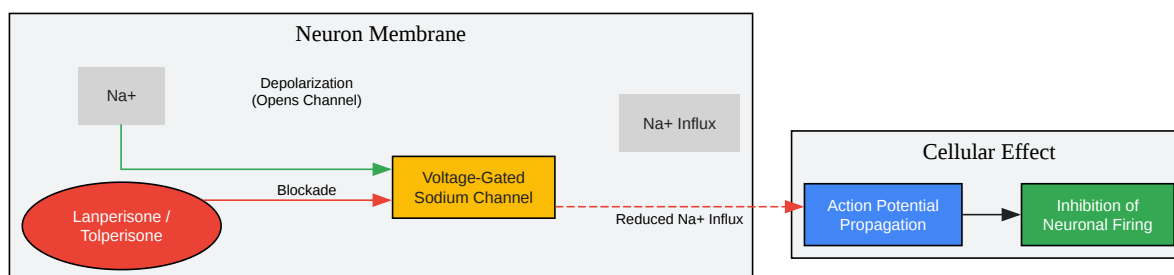 Neuron Membrane
Na+
Depolarization
(Opens Channel)
Na+ Influx
Voltage-Gated
Sodium Channel
Blockade
Lanperisone /
Tolperisone
Reduced Na+ Influx
Cellular Effect
Action Potential
Propagation
Inhibition of
Neuronal Firing